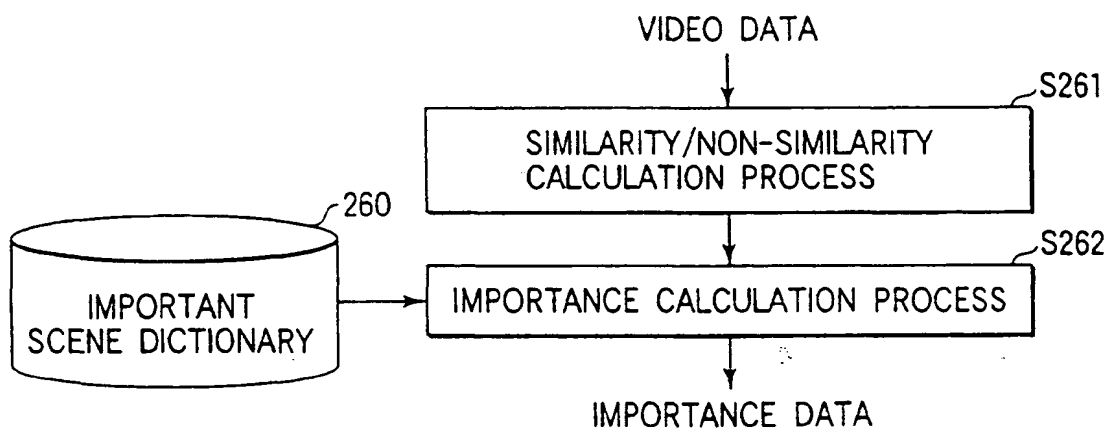 VIDEO DATA
S261
SIMILARITY/NON-SIMILARITY
CALCULATION PROCESS
260
S262
IMPORTANT
SCENE DICTIONARY
IMPORTANCE CALCULATION PROCESS
IMPORTANCE DATA